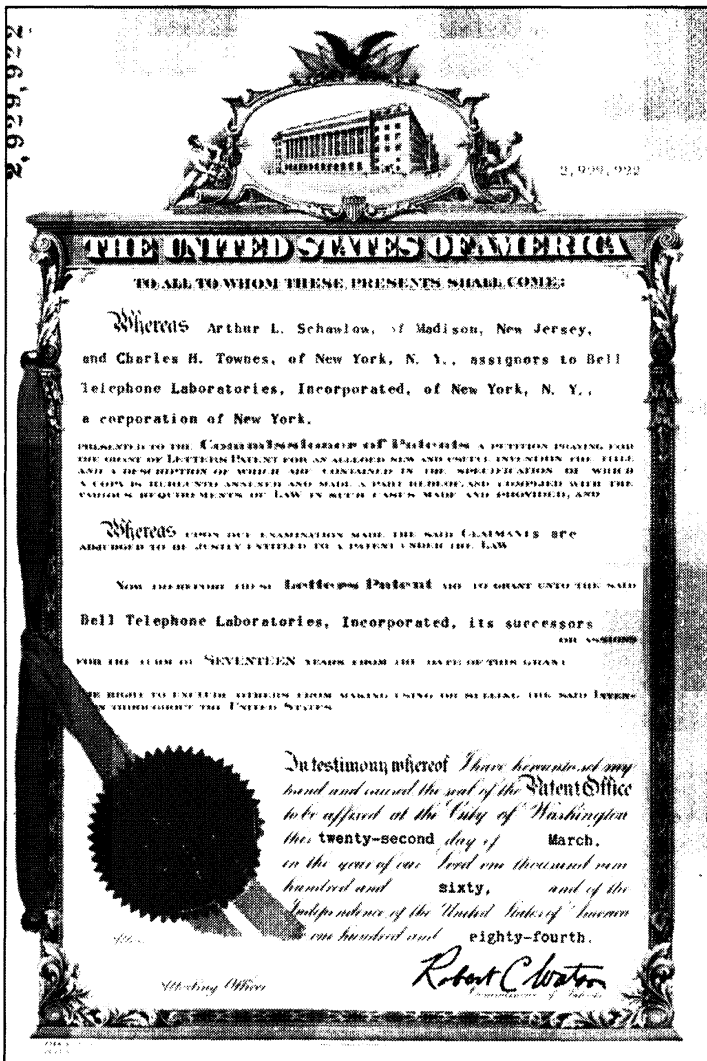 2,929,922
2,929,922
THE UNITED STATES OF AMERICA
TO ALL TO WHOM THESE PRESENTS SHALL COME:
Whereas Arthur L. Schawlow, of Madison, New Jersey,
and Charles H. Townes, of New York, N. Y., assignors to Bell
Telephone Laboratories, Incorporated, of New York, N. Y.,
a corporation of New York,
PRESENTED TO THE Commissioner of Patents A PETITION PRAYING FOR
THE GRANT OF LETTERS PATENT FOR AN ALLEGED NEW AND USEFUL INVENTION THE TITLE
AND A DESCRIPTION OF WHICH ARE CONTAINED IN THE SPECIFICATION OF WHICH
A COPY IS HEREUNTO ANNEXED AND MADE A PART HEREOF, AND COMPLIED WITH THE
VARIOUS REQUIREMENTS OF LAW IN SUCH CASES MADE AND PROVIDED, AND
Whereas UPON DUE EXAMINATION MADE THE SAID CLAIMANTS are
ADJUDGED TO BE JUSTLY ENTITLED TO A PATENT UNDER THE LAW
NOW THEREFORE THESE Letters Patent ARE TO GRANT UNTO THE SAID
Bell Telephone Laboratories, Incorporated, its successors
OR ASSIGNS
FOR THE TERM OF SEVENTEEN YEARS FROM THE DATE OF THIS GRANT
THE RIGHT TO EXCLUDE OTHERS FROM MAKING USING OR SELLING THE SAID INVEN-
THROUGHOUT THE UNITED STATES
In testimony whereof I have hereunto set my
hand and caused the seal of the Patent Office
to be affixed at the City of Washington
this twenty-second day of March,
in the year of our Lord one thousand nine
hundred and sixty, and of the
Independence of the United States of America
one hundred and eighty-fourth.
Robert C Watson
Attesting Officer
Commissioner of Patents